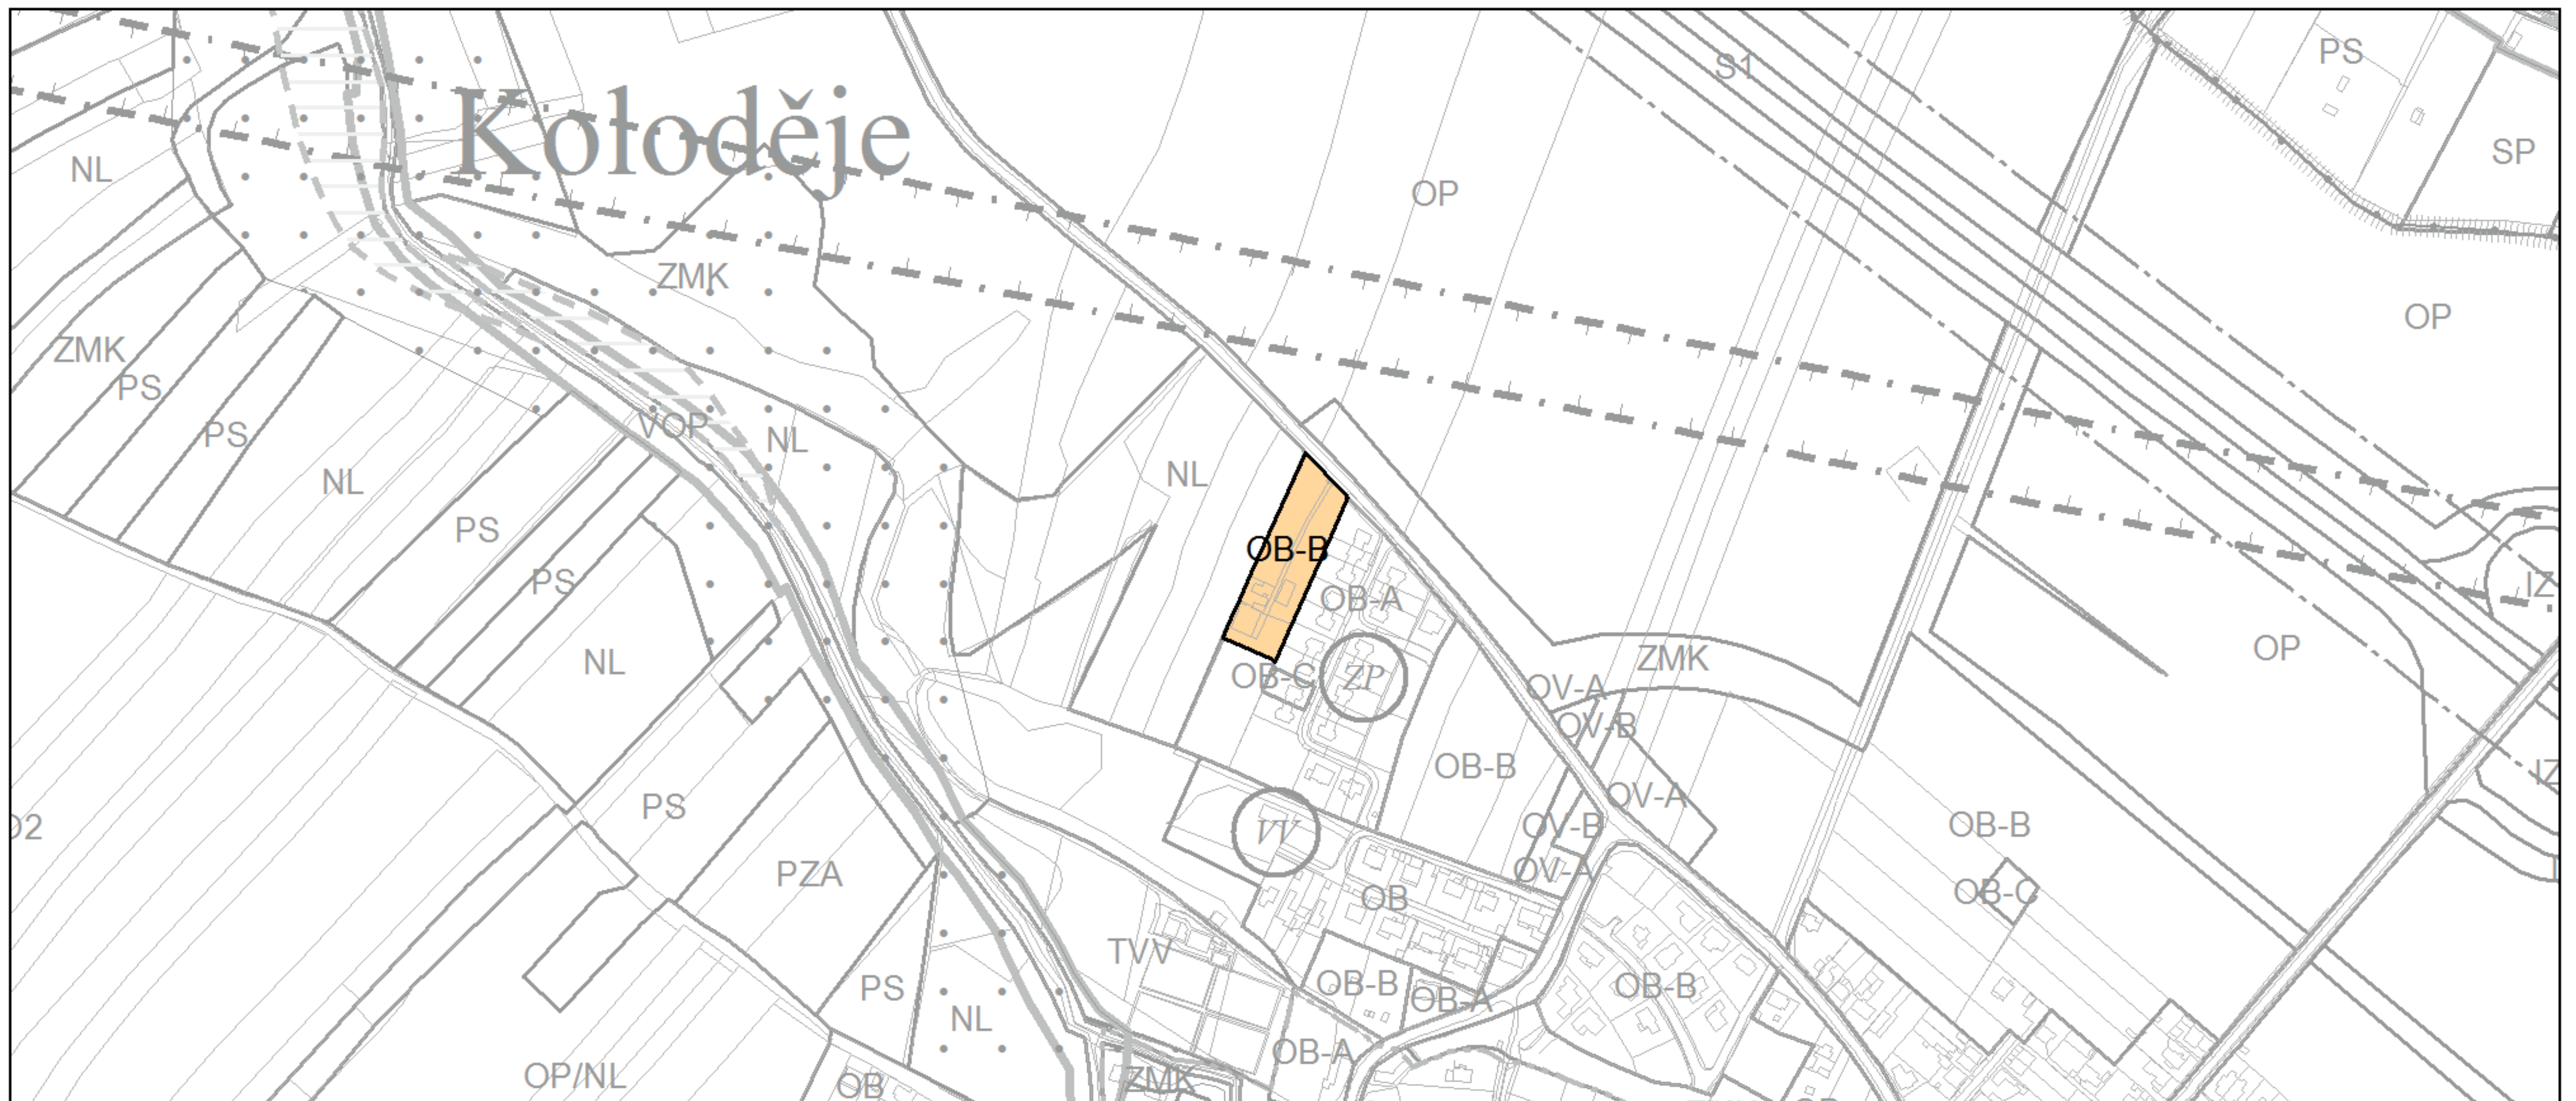 PS
S1
Koloděje
SP
NL
OP
ZMK
OP
ZMK
PS
PS
VOP
NL
NL
NL
PS
OB-B
PS
OB-A
IZ
NL
OB-C
ZP
ZMK
OP
OV-A
OV-B
OB-B
IZ
OV-A
PS
VV
OV-B
OB-B
OV-A
PZA
OB
OB-C
TVV
PS
OB-B
OB-A
OB-B
NL
OB-A
OP/NL
OB
ZMK